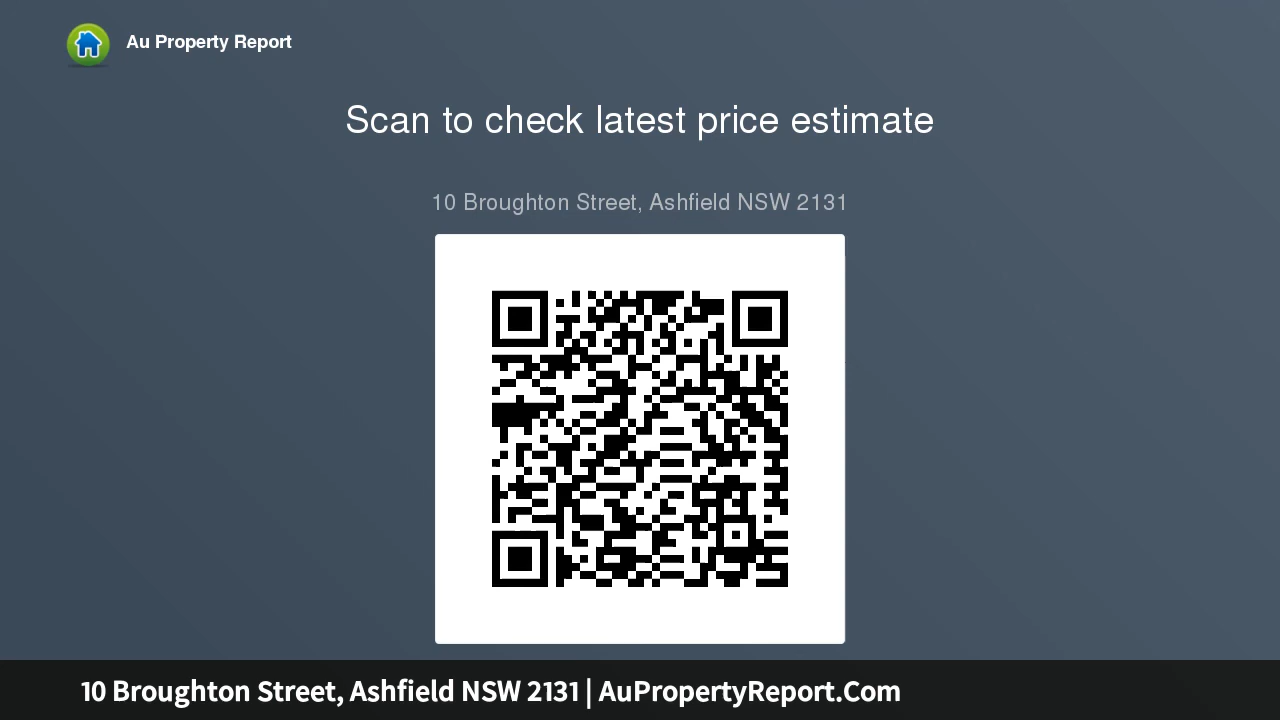 Au Property Report
Scan to check latest price estimate
10 Broughton Street, Ashfield NSW 2131
10 Broughton Street, Ashfield NSW 2131 | AuPropertyReport.Com